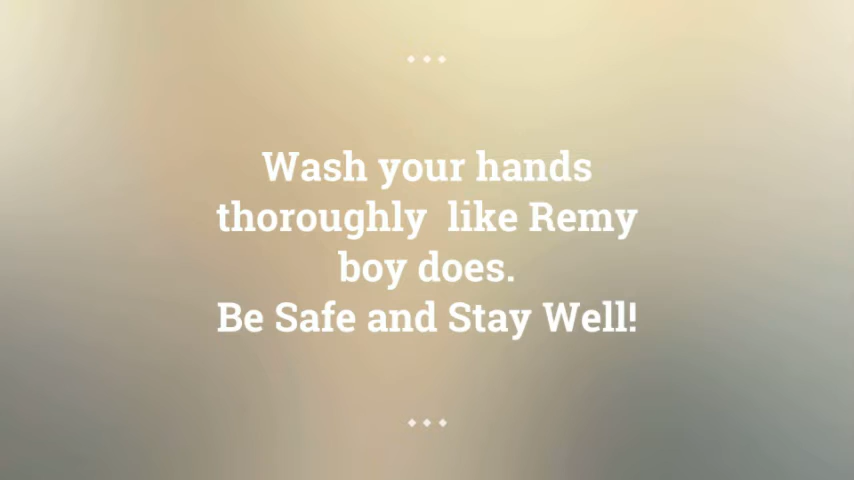 Wash your hands
thoroughly  like Remy
boy does.
Be Safe and Stay Well!